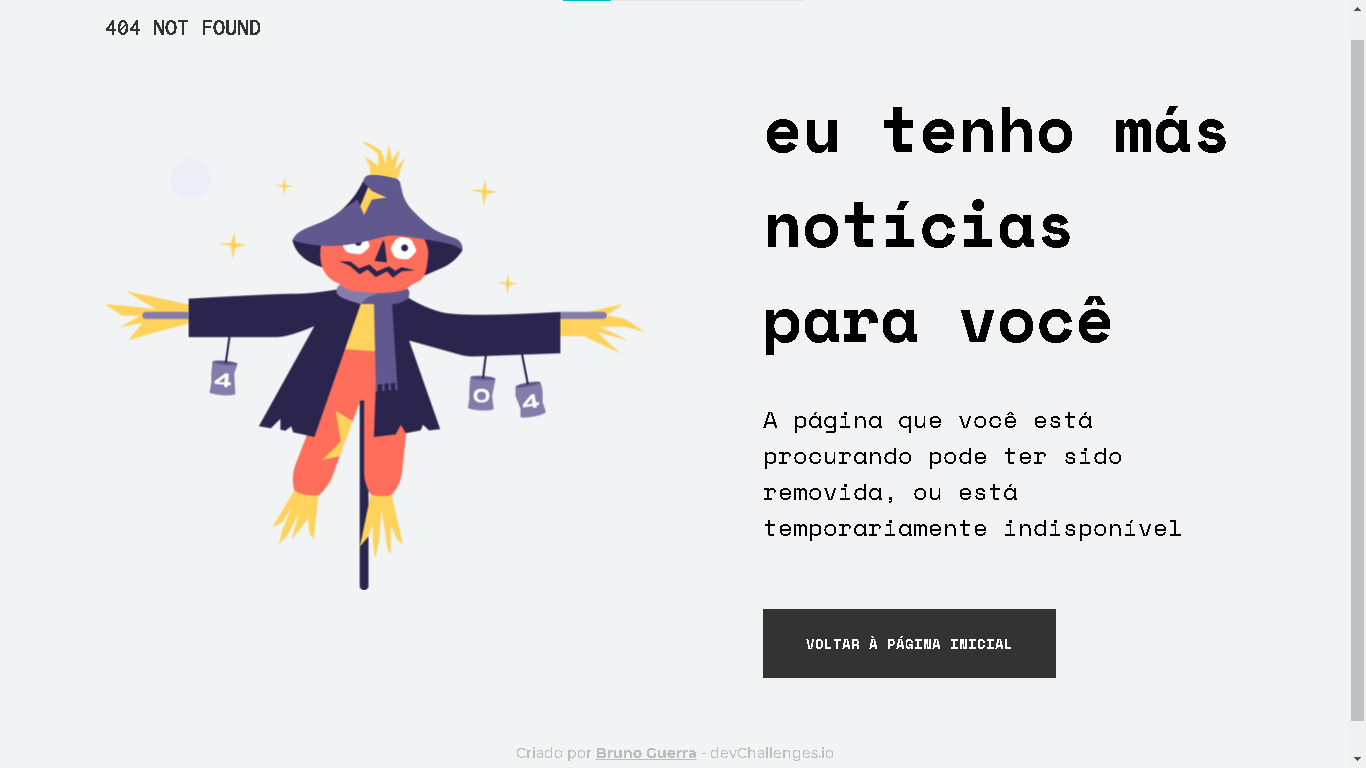 404 NOT FOUND
eu tenho más
notícias
para você
A página que você está
procurando pode ter sido
removida, ou está
temporariamente indisponível
4
0
4
VOLTAR À PÁGINA INICIAL
Criado por Bruno Guerra - devChallenges.io